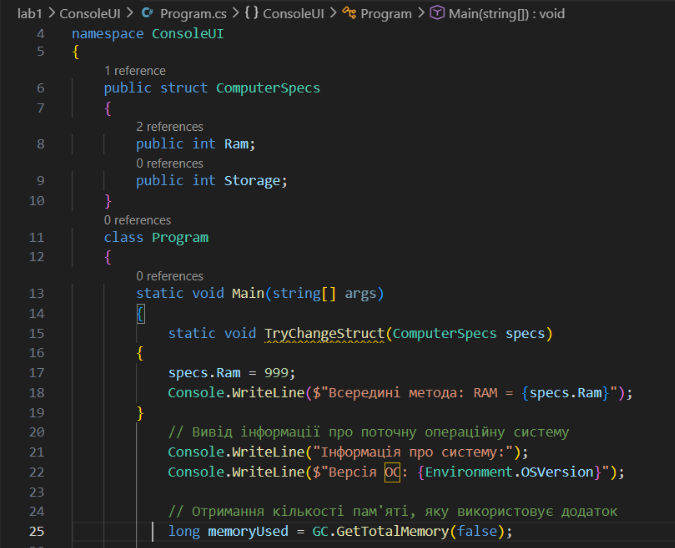 lab1 > ConsoleUI > Program.cs > { } ConsoleUI > Program > Main(string[]) : void
4 namespace ConsoleUI
5 {
1 reference
6 public struct ComputerSpecs
7 {
2 references
8 public int Ram;
0 references
9 public int Storage;
10 }
0 references
11 class Program
12 {
0 references
13 static void Main(string[] args)
14 {
15 static void TryChangeStruct(ComputerSpecs specs)
16 {
17 specs.Ram = 999;
18 Console.WriteLine($"Всередині метода: RAM = {specs.Ram}");
19 }
20 // Вивід інформації про поточну операційну систему
21 Console.WriteLine("Інформація про систему:");
22 Console.WriteLine($"Версія ОС: {Environment.OSVersion}");
23
24 // Отримання кількості пам'яті, яку використовує додаток
25 long memoryUsed = GC.GetTotalMemory(false);